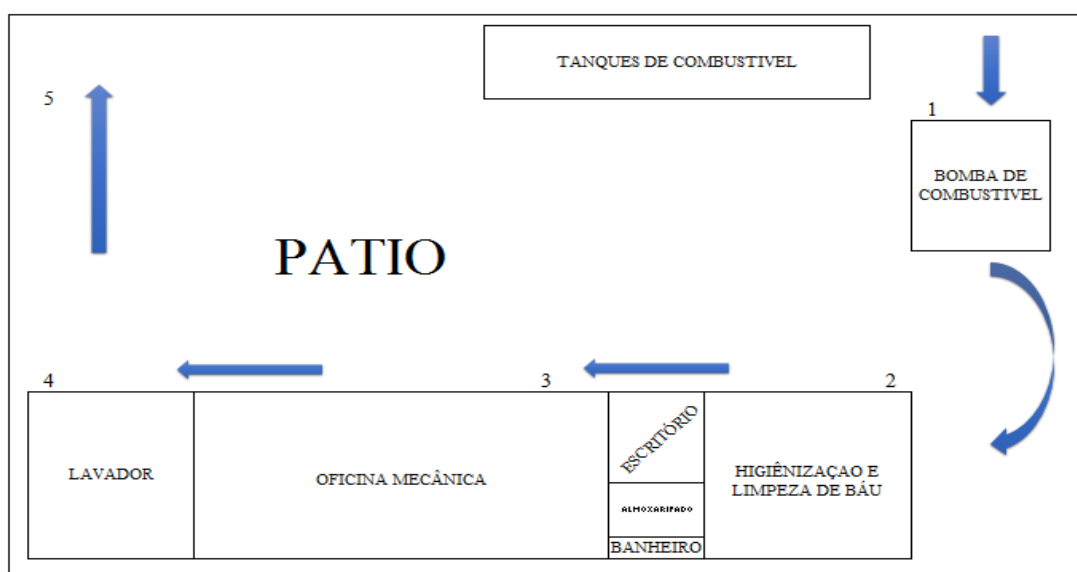 TANQUES DE COMBUSTIVEL
5
1
BOMBA DE
COMBUSTIVEL
PATIO
4
3
2
LAVADOR
OFICINA MECÂNICA
ESCRITÓRIO
HIGIÊNIZAÇAO E
LIMPEZA DE BÁU
ALMOXARIFADO
BANHEIRO